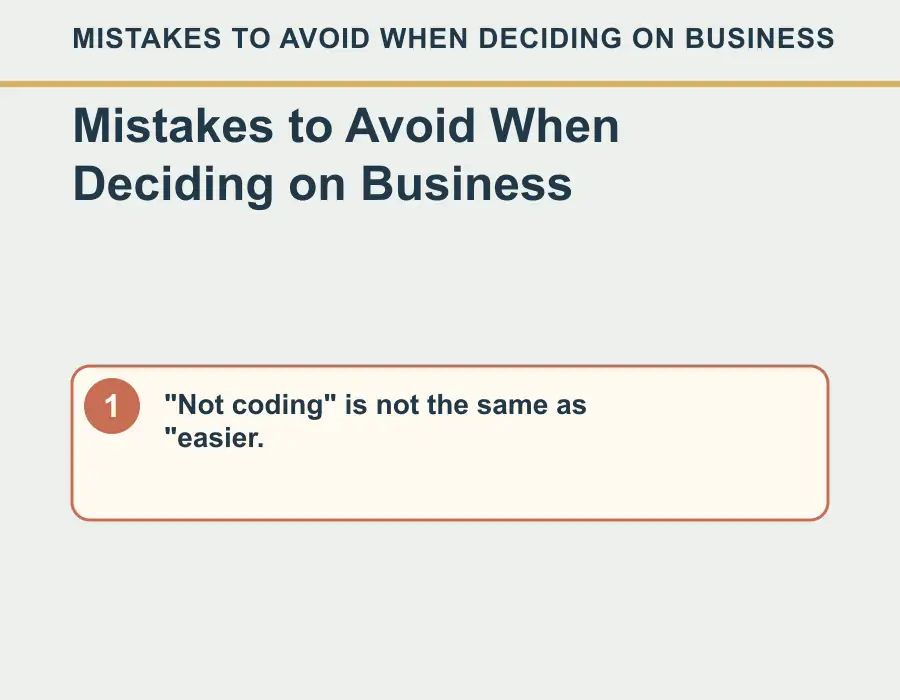 MISTAKES TO AVOID WHEN DECIDING ON BUSINESS
Mistakes to Avoid When
Deciding on Business
1
"Not coding" is not the same as
"easier.